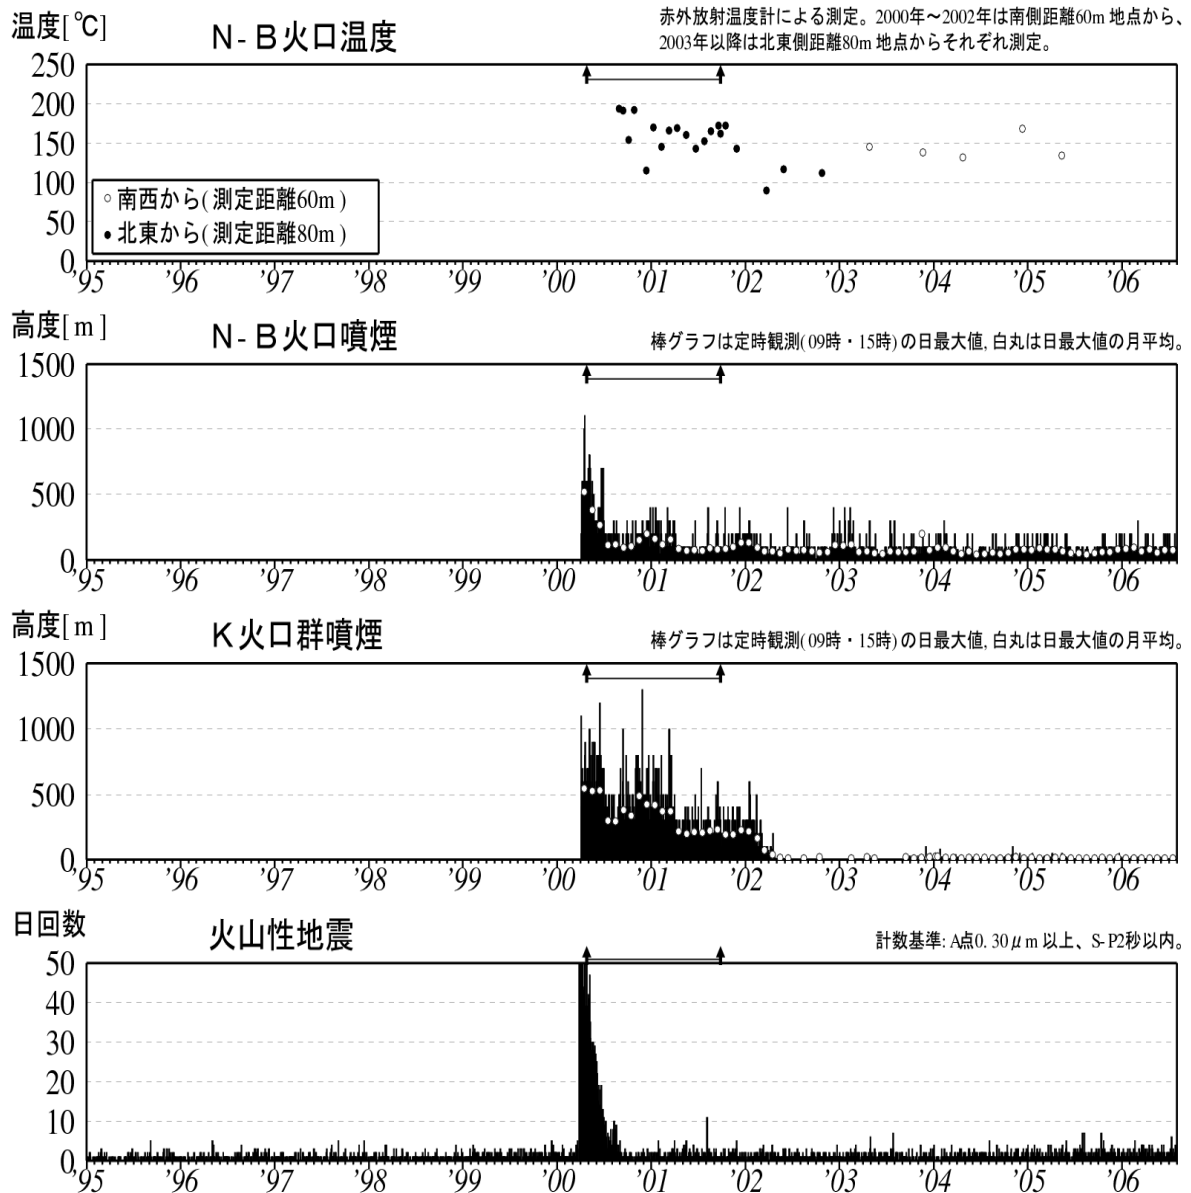 温度[℃]
N-B火口温度
赤外放射温度計による測定。2000年～2002年は南側距離60m地点から、
2003年以降は北東側距離80m地点からそれぞれ測定。
250
200
150
100
50
0
○南西から(測定距離60m)
●北東から(測定距離80m)
'95 '96 '97 '98 '99 '00 '01 '02 '03 '04 '05 '06
高度[m]
N-B火口噴煙
棒グラフは定時観測(09時・15時)の日最大値,白丸は日最大値の月平均。
1500
1000
500
0
'95 '96 '97 '98 '99 '00 '01 '02 '03 '04 '05 '06
高度[m]
K火口群噴煙
棒グラフは定時観測(09時・15時)の日最大値,白丸は日最大値の月平均。
1500
1000
500
0
'95 '96 '97 '98 '99 '00 '01 '02 '03 '04 '05 '06
日回数
火山性地震
計数基準:A点0.30μm以上、S-P2秒以内。
50
40
30
20
10
0
'95 '96 '97 '98 '99 '00 '01 '02 '03 '04 '05 '06